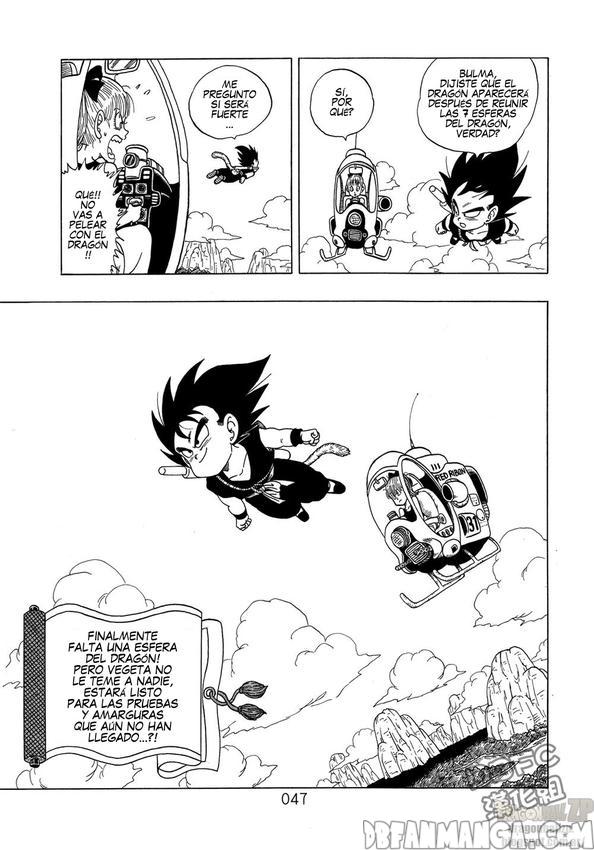 BULMA,
DIJISTE QUE EL
DRAGÓN APARECERÁ
DESPUÉS DE REUNIR
LAS 7 ESFERAS
DEL DRAGÓN,
VERDAD?
SÍ,
POR QUÉ?
ME
PREGUNTO
SI SERÁ
FUERTE
...
QUÉ!!
NO
VAS A
PELEAR
CON EL
DRAGÓN
!!
RED RIBON
FINALMENTE
FALTA UNA ESFERA
DEL DRAGÓN!
PERO VEGETA NO
LE TEME A NADIE,
ESTARÁ LISTO
PARA LAS PRUEBAS
Y AMARGURAS
QUE AÚN NO HAN
LLEGADO...?!
047
DBFANMANGA.COM